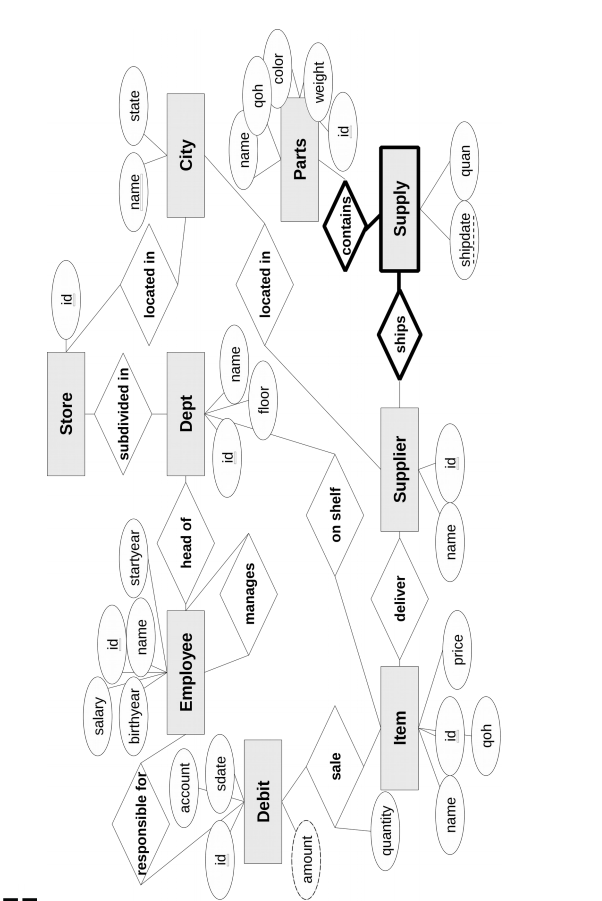 Store
id
subdivided in
located in
name
state
City
Dept
id
name
floor
located in
Parts
name
qoh
color
weight
id
contains
Supply
shipdate
quan
ships
Supplier
name
id
deliver
on shelf
head of
manages
Employee
salary
id
name
birthyear
startyear
responsible for
account
sdate
id
Debit
amount
sale
quantity
Item
name
id
qoh
price